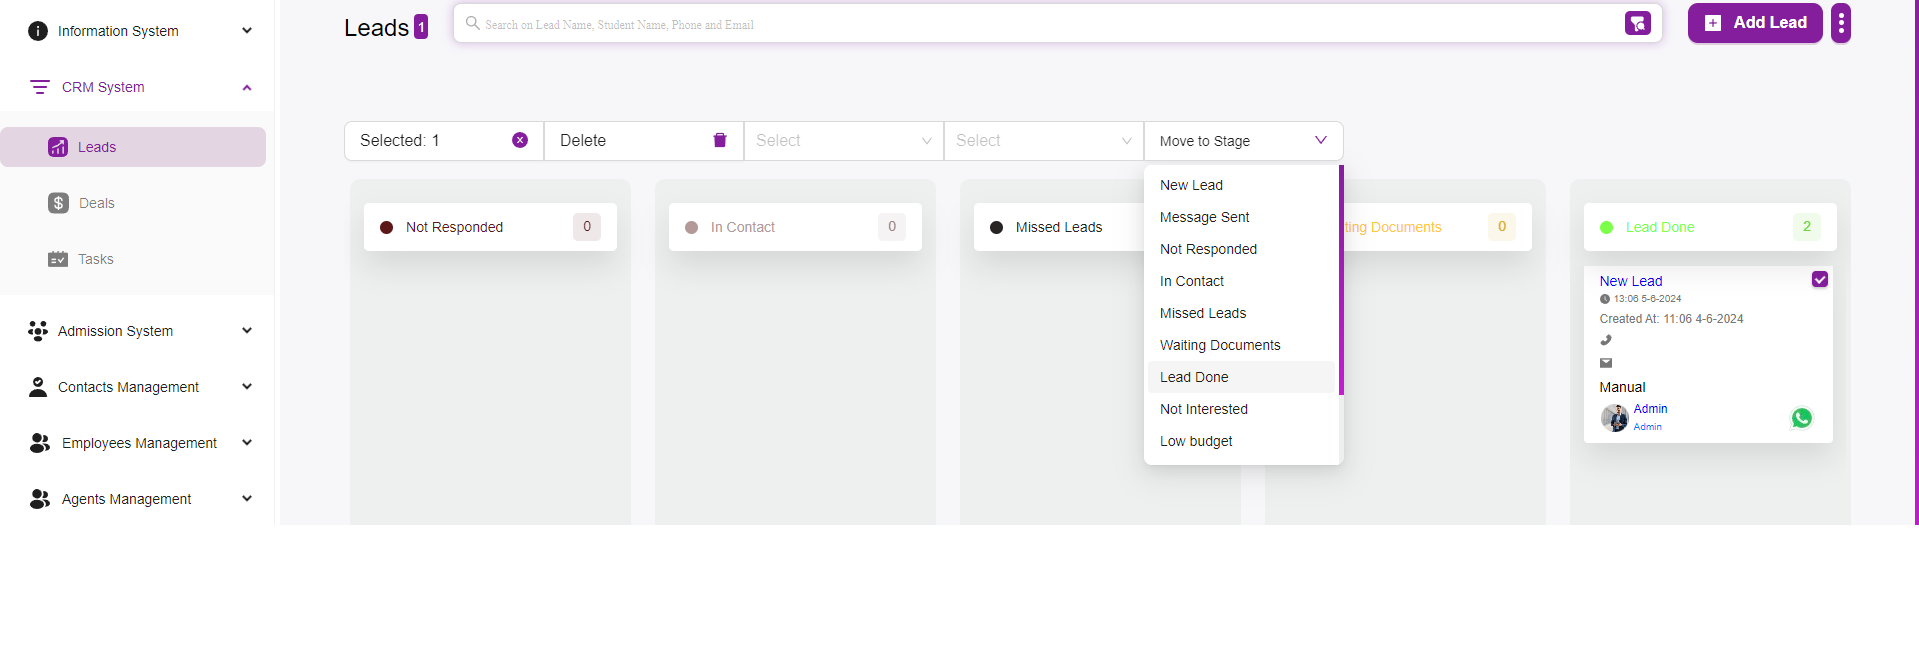 Information System
CRM System
Leads
Deals
Tasks
Admission System
Contacts Management
Employees Management
Agents Management
Leads 1
Search on Lead Name, Student Name, Phone and Email
Add Lead
Selected: 1
Delete
Select
Select
Move to Stage
New Lead
Message Sent
Not Responded
In Contact
Missed Leads
Waiting Documents
Lead Done
Not Interested
Low budget
Not Responded 0
In Contact 0
Missed Leads
ting Documents 0
Lead Done 2
New Lead
13:06 5-6-2024
Created At: 11:06 4-6-2024
Manual
Admin
Admin